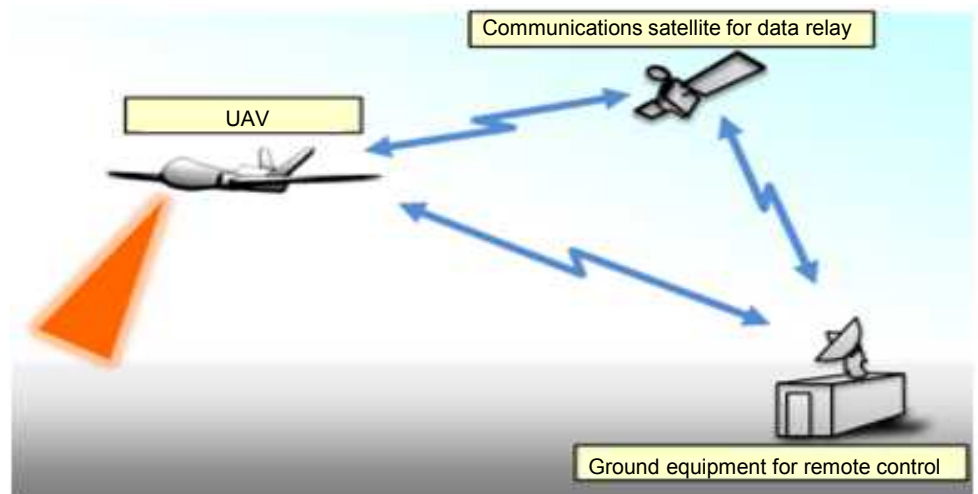 Communications satellite for data relay
UAV
Ground equipment for remote control